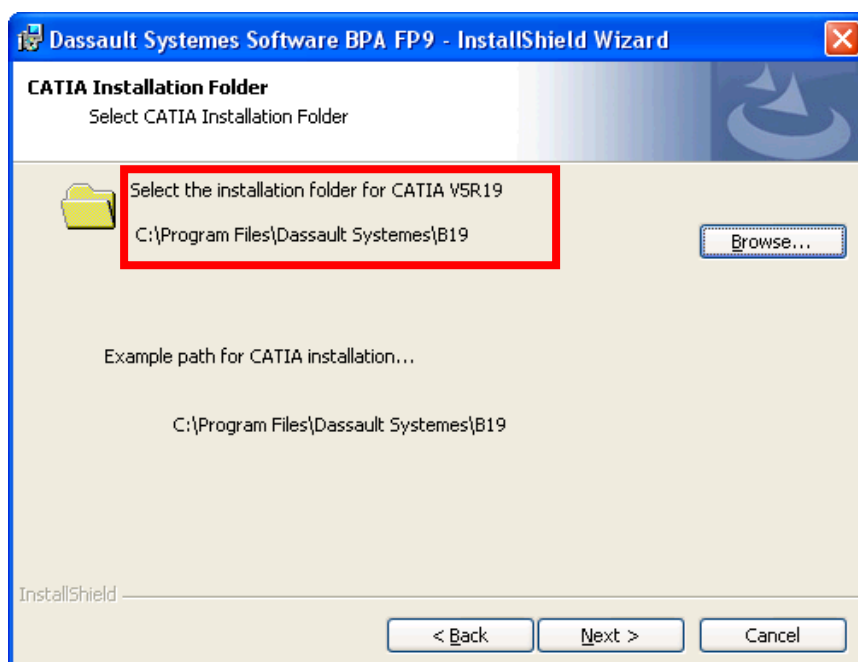 Dassault Systemes Software BPA FP9 - InstallShield Wizard
CATIA Installation Folder
Select CATIA Installation Folder
Select the installation folder for CATIA V5R19
C:\Program Files\Dassault Systemes\B19
Browse...
Example path for CATIA installation...
C:\Program Files\Dassault Systemes\B19
InstallShield
< Back Next > Cancel